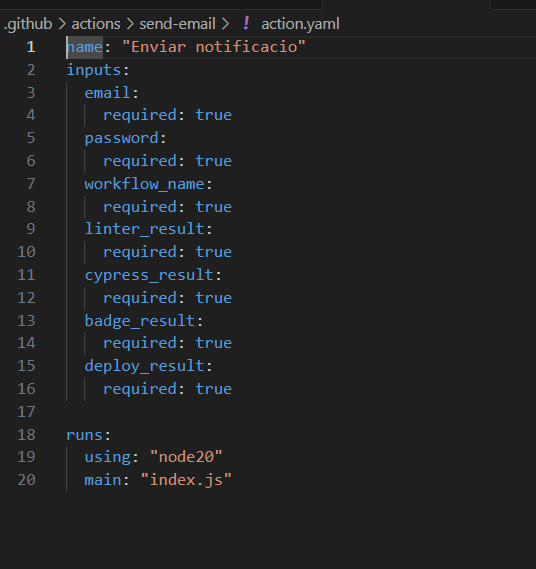 .github > actions > send-email > ! action.yaml
1 name: "Enviar notificacio"
2 inputs:
3   email:
4     required: true
5   password:
6     required: true
7   workflow_name:
8     required: true
9   linter_result:
10     required: true
11   cypress_result:
12     required: true
13   badge_result:
14     required: true
15   deploy_result:
16     required: true
17
18 runs:
19   using: "node20"
20   main: "index.js"